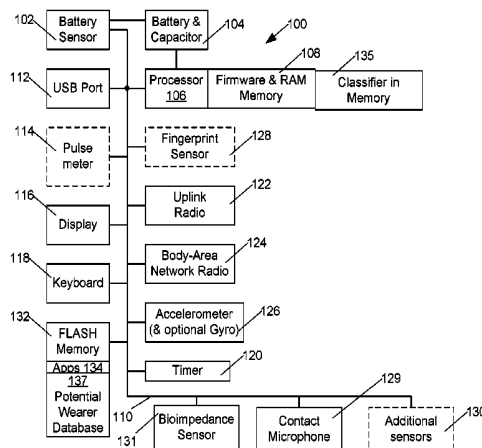 102
Battery
Sensor
Battery &
Capacitor
104
100
108
135
112
USB Port
Processor
106
Firmware & RAM
Memory
Classifier in
Memory
114
Pulse
meter
Fingerprint
Sensor
128
116
Display
Uplink
Radio
122
118
Keyboard
Body-Area
Network Radio
124
132
FLASH
Memory
Accelerometer
(& optional Gyro)
126
Apps 134
137
Potential
Wearer
Database
Timer
120
110
129
131
Bioimpedance
Sensor
Contact
Microphone
Additional
sensors
130